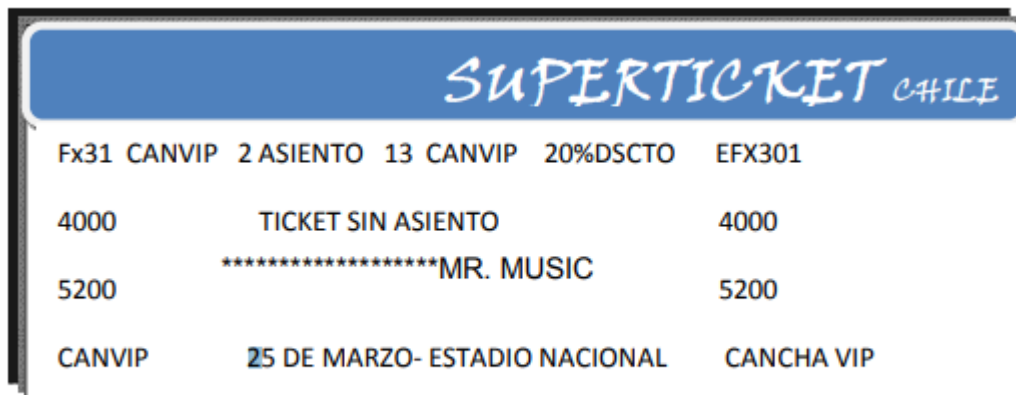 SUPERTICKET CHILE
Fx31 CANVIP 2 ASIENTO 13 CANVIP 20%DSCTO EFX301
4000 TICKET SIN ASIENTO 4000
*******************MR. MUSIC
5200 5200
CANVIP 25 DE MARZO- ESTADIO NACIONAL CANCHA VIP